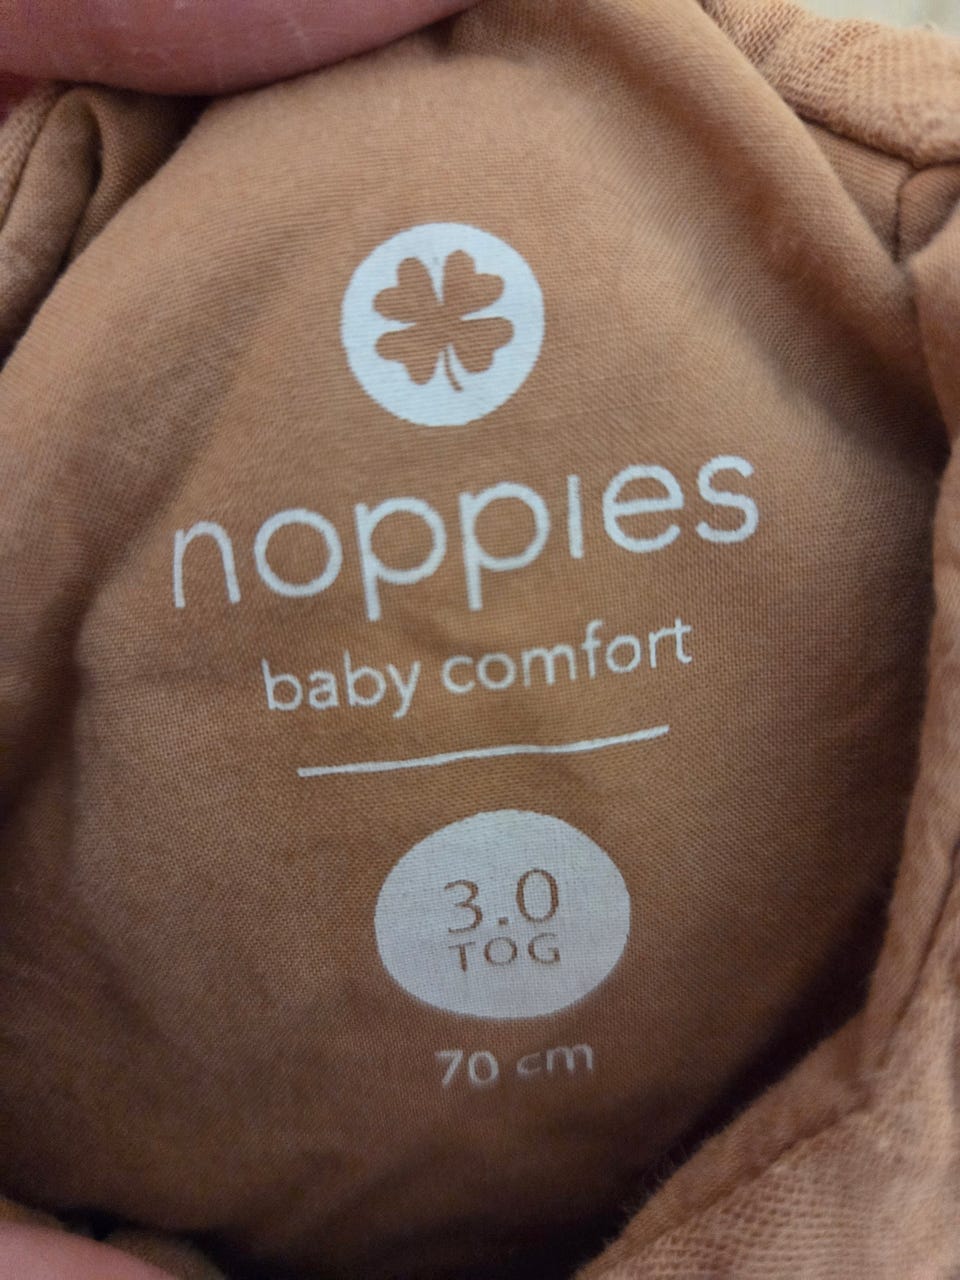 noppies
baby comfort
3.0
TOG
70 cm